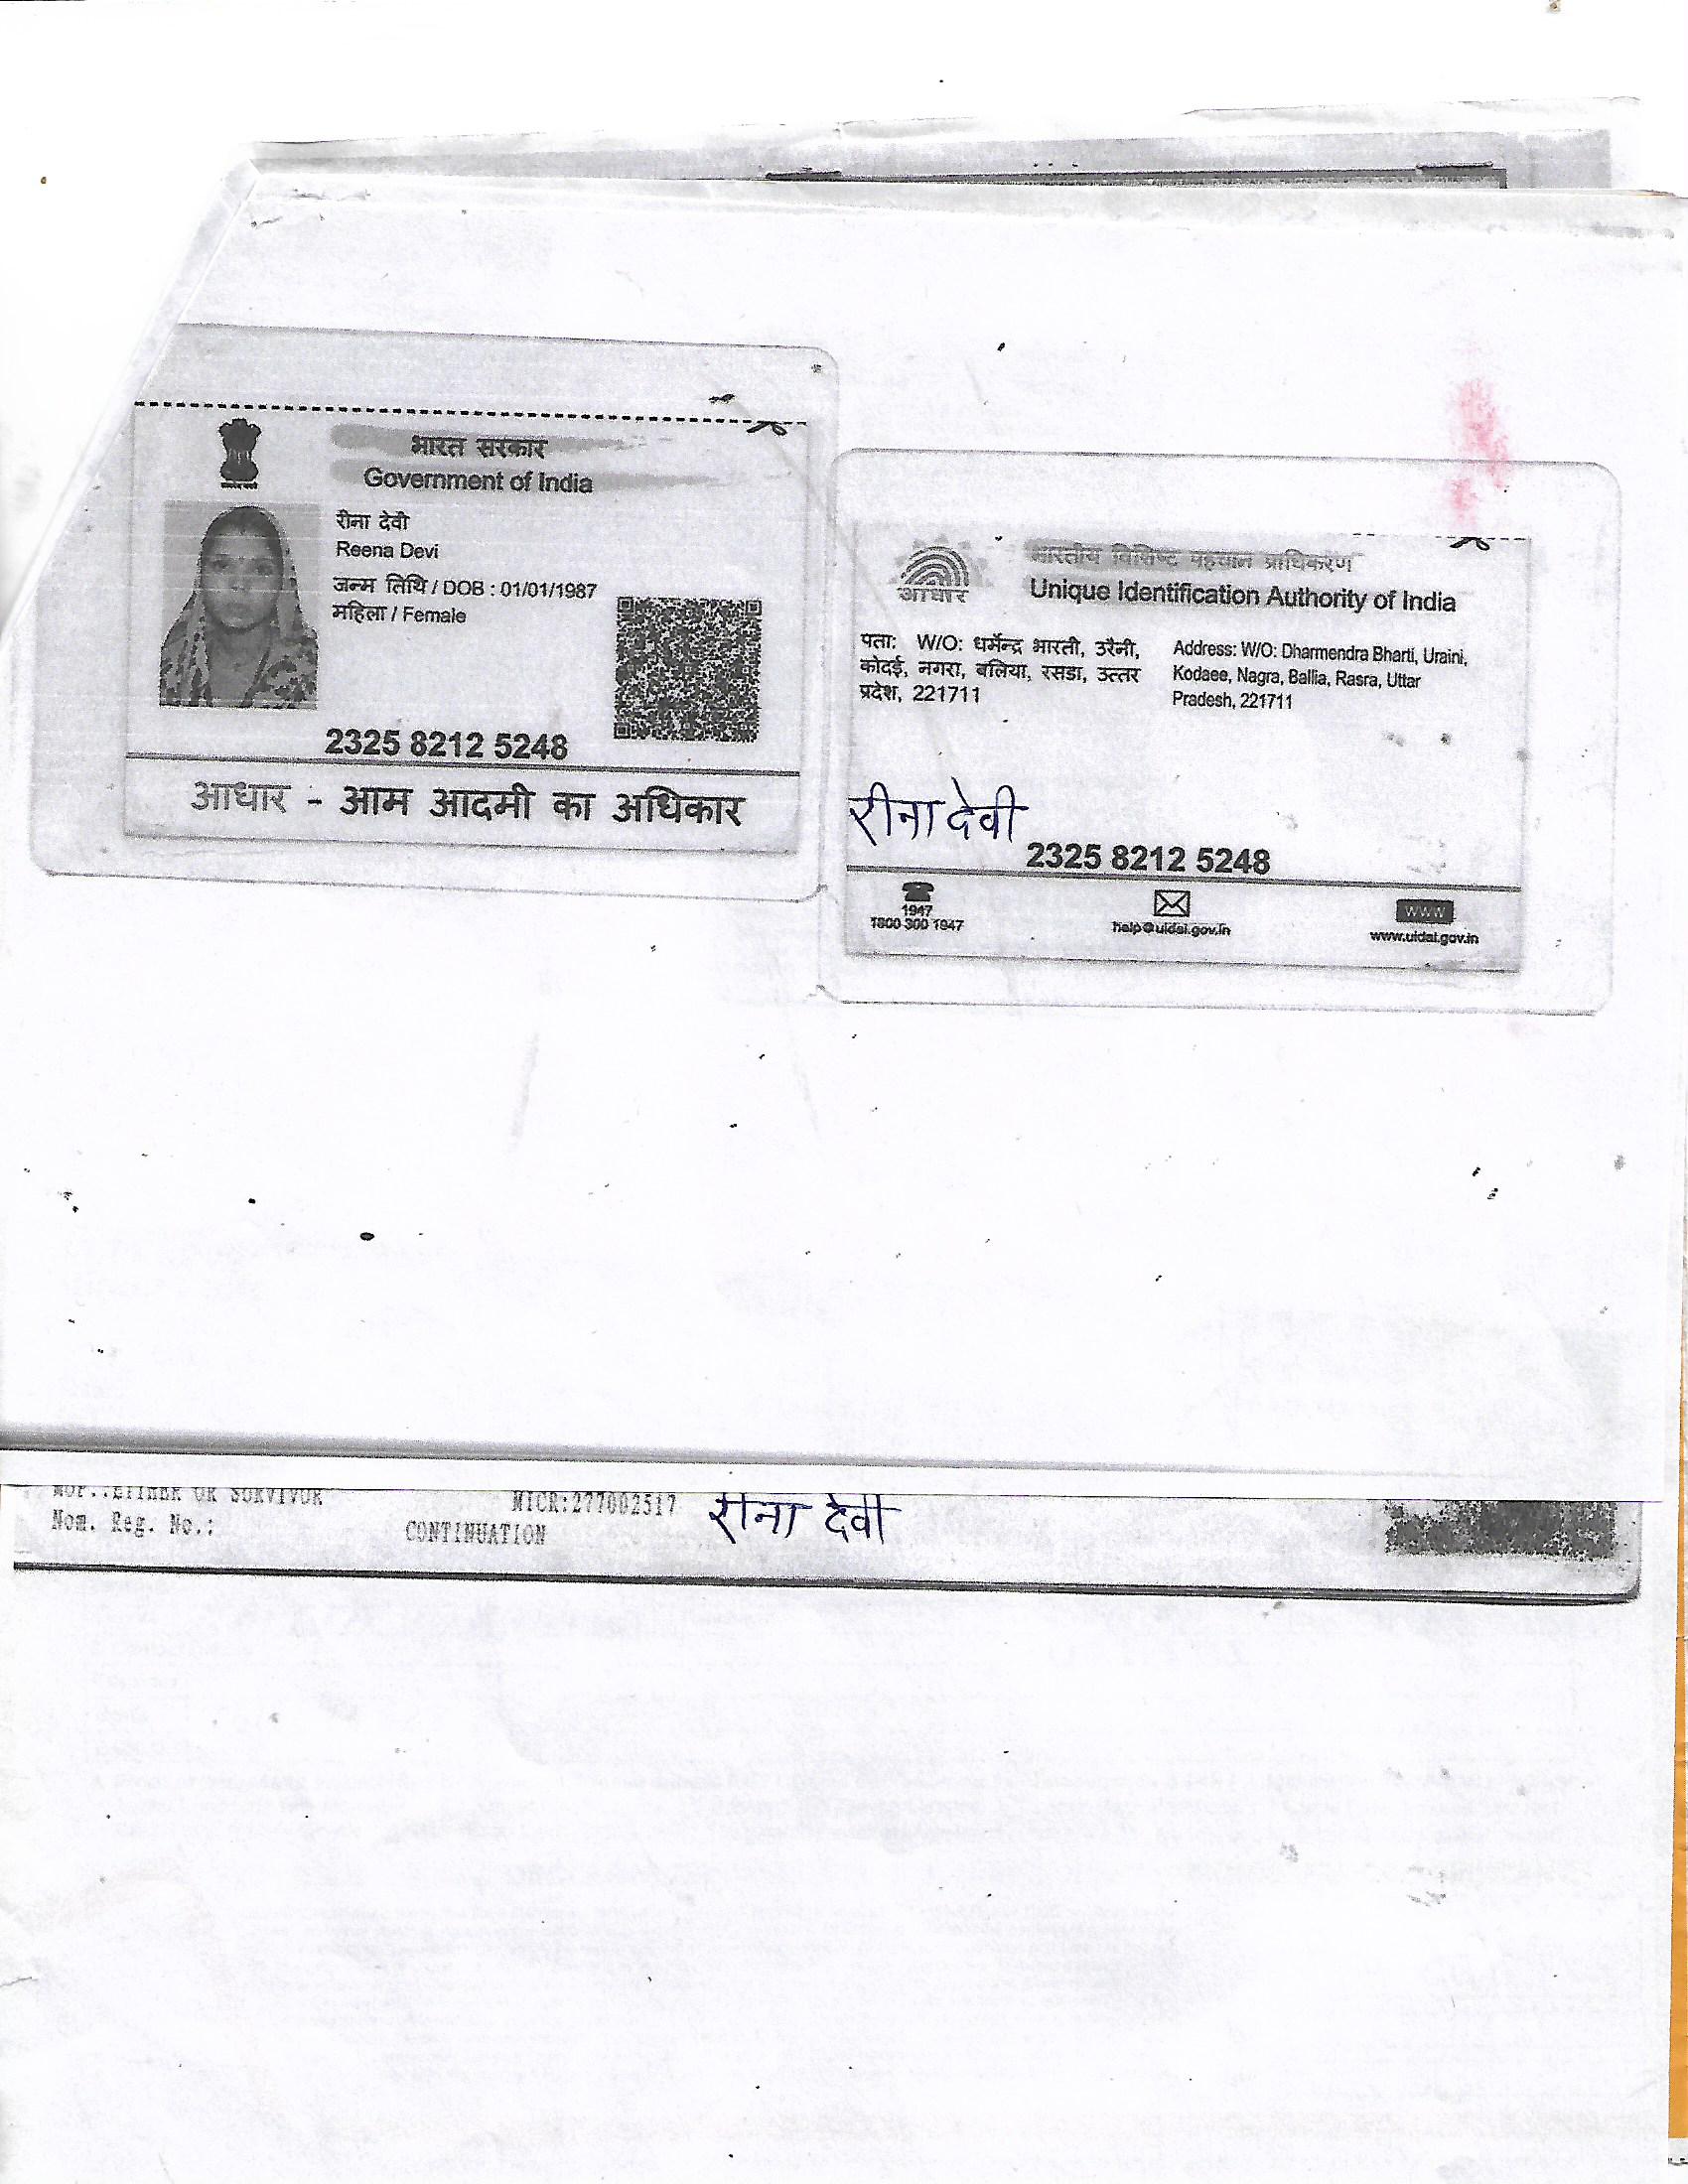 भारत सरकार
Government of India
रीना देवी
Reena Devi
जन्म तिथि / DOB : 01/01/1987
महिला / Female
2325 8212 5248
आधार - आम आदमी का अधिकार
भारतीय विशिष्ट पहचान प्राधिकरण
आधार
Unique Identification Authority of India
पता: W/O: धर्मेन्द्र भारती, उरैनी,
कोदई, नगरा, बलिया, रसडा, उत्तर
प्रदेश, 221711
Address: W/O: Dharmendra Bharti, Uraini,
Kodaee, Nagra, Ballia, Rasra, Uttar
Pradesh, 221711
रीना देवी
2325 8212 5248
1947
1800 300 1947
help@uidai.gov.in
WWW
www.uidai.gov.in
MOP.:EITHER OR SURVIVOR
MICR:277002517
रीना देवी
Nom. Reg. No.:
CONTINUATION